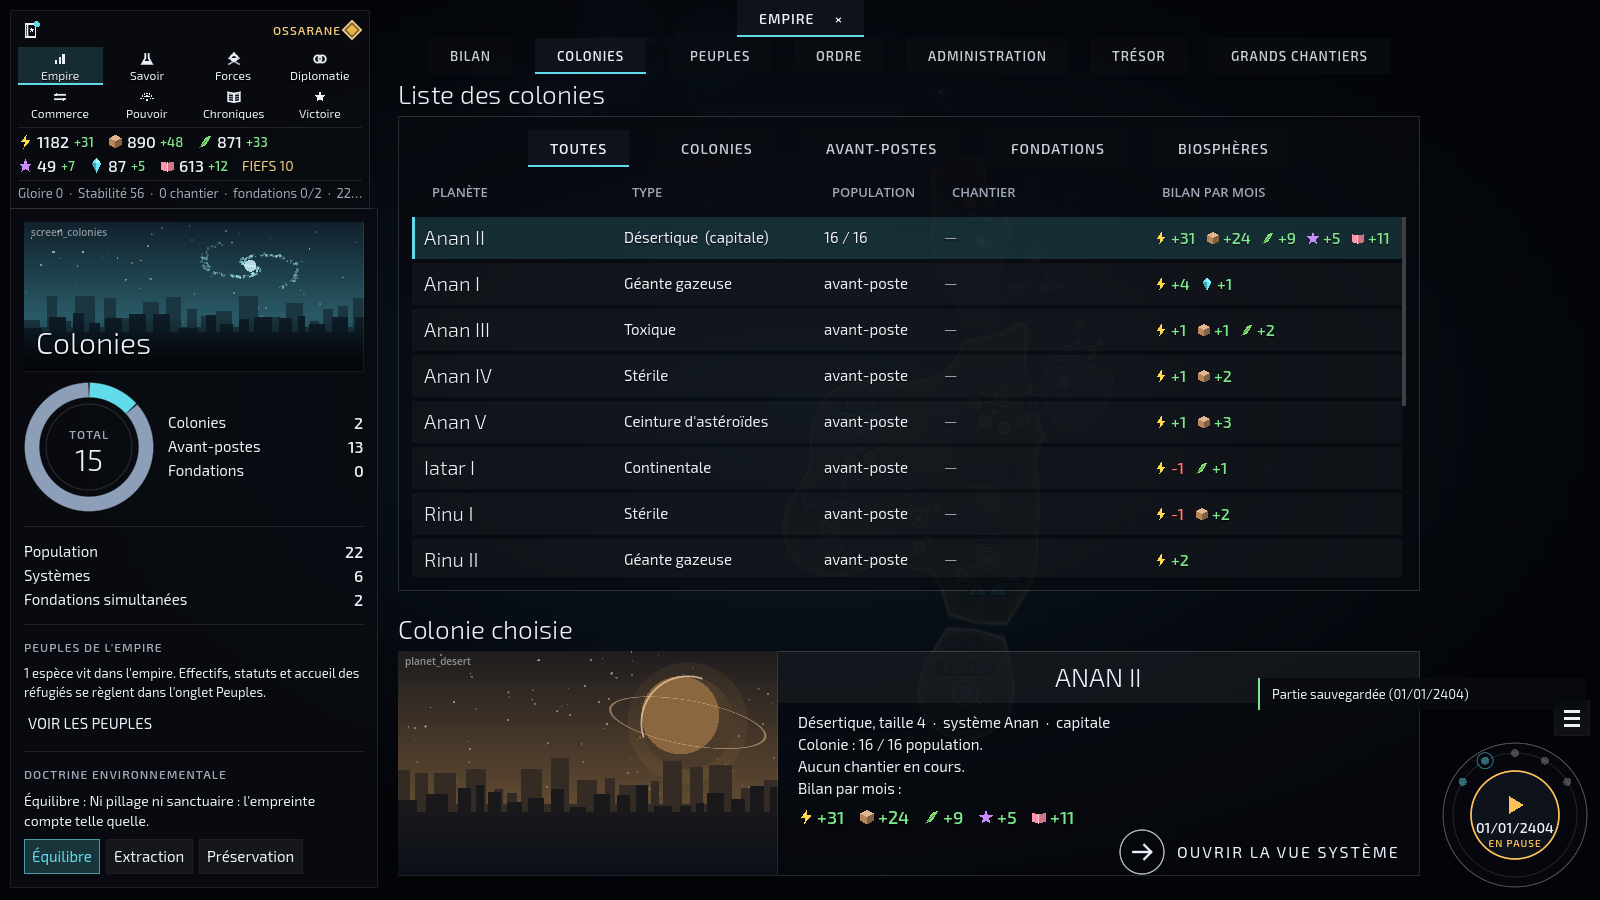 OSSARANE
Empire
Savoir
Forces
Diplomatie
Commerce
Pouvoir
Chroniques
Victoire
1182 +31 890 +48 871 +33
49 +7 87 +5 613 +12 FIEFS 10
Gloire 0 · Stabilité 56 · 0 chantier · fondations 0/2 · 22…
screen_colonies
Colonies
TOTAL
15
Colonies 2
Avant-postes 13
Fondations 0
Population 22
Systèmes 6
Fondations simultanées 2
PEUPLES DE L'EMPIRE
1 espèce vit dans l'empire. Effectifs, statuts et accueil des
réfugiés se règlent dans l'onglet Peuples.
VOIR LES PEUPLES
DOCTRINE ENVIRONNEMENTALE
Équilibre : Ni pillage ni sanctuaire : l'empreinte
compte telle quelle.
Équilibre Extraction Préservation
EMPIRE ×
BILAN COLONIES PEUPLES ORDRE ADMINISTRATION TRÉSOR GRANDS CHANTIERS
Liste des colonies
TOUTES COLONIES AVANT-POSTES FONDATIONS BIOSPHÈRES
PLANÈTE TYPE POPULATION CHANTIER BILAN PAR MOIS
Anan II Désertique (capitale) 16 / 16 — +31 +24 +9 +5 +11
Anan I Géante gazeuse avant-poste — +4 +1
Anan III Toxique avant-poste — +1 +1 +2
Anan IV Stérile avant-poste — +1 +2
Anan V Ceinture d'astéroïdes avant-poste — +1 +3
Iatar I Continentale avant-poste — -1 +1
Rinu I Stérile avant-poste — -1 +2
Rinu II Géante gazeuse avant-poste — +2
Colonie choisie
planet_desert
ANAN II
Désertique, taille 4 · système Anan · capitale
Colonie : 16 / 16 population.
Aucun chantier en cours.
Bilan par mois :
+31 +24 +9 +5 +11
OUVRIR LA VUE SYSTÈME
Partie sauvegardée (01/01/2404)
01/01/2404
EN PAUSE